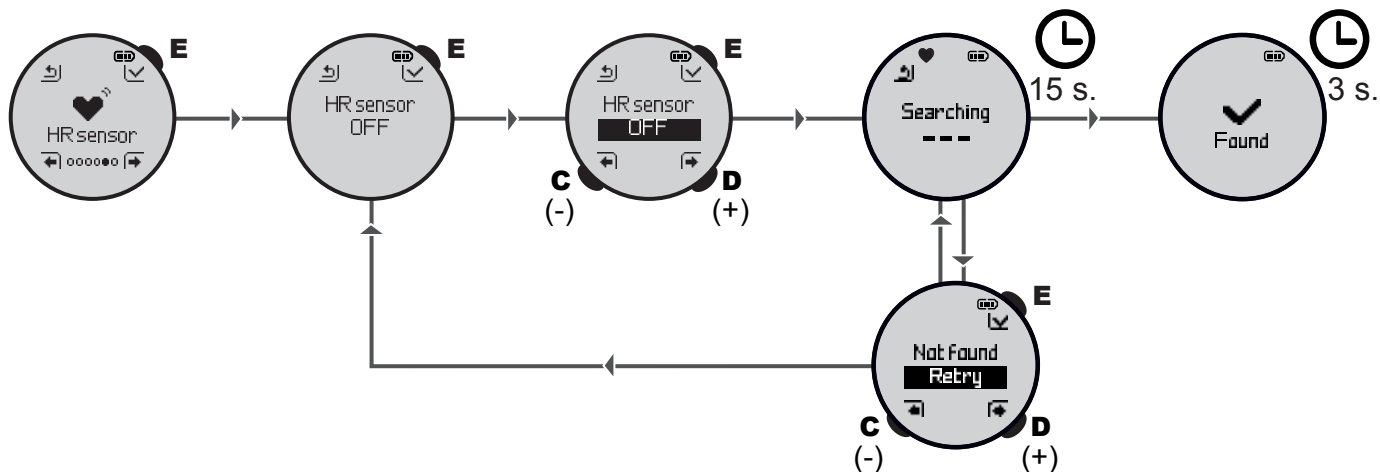 E
HR sensor
E
HR sensor
OFF
E
HR sensor
OFF
C
(-)
D
(+)
Searching
---
15 s.
Found
3 s.
E
Not found
Retry
C
(-)
D
(+)